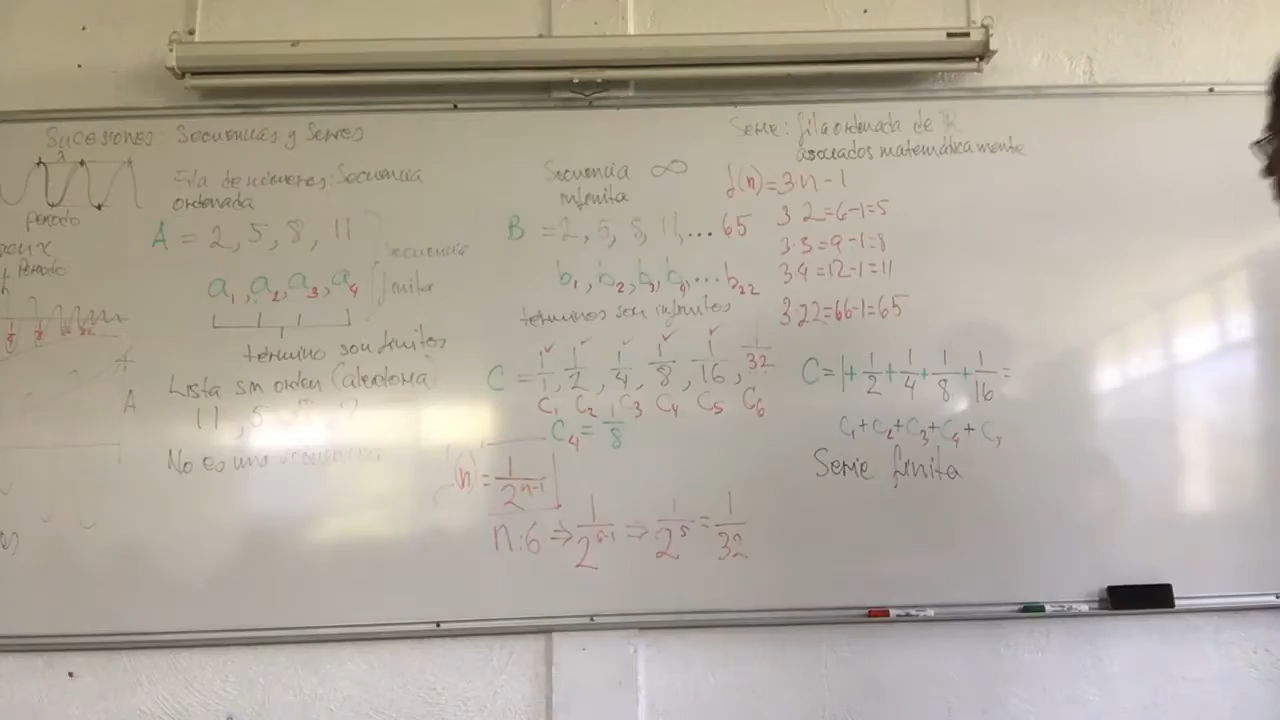 Sucesiones: Secuencias y Series
λ
Periodo
Periodo
Fila de números: Secuencia
ordenada
A = 2, 5, 8, 11
Secuencia
finita
a1, a2, a3, a4
término son finitos
Lista sin orden (aleatoria)
11, 5
No es una secuencia
A
Secuencia ∞
infinita
B = 2, 5, 8, 11, ... 65
b1, b2, b3, b4, ... b22
terminos son infinitos
C = 1/1, 1/2, 1/4, 1/8, 1/16, 1/32
C1 C2 C3 C4 C5 C6
C4 = 1/8
(n) = 1/2^(n-1)
n:6 ⇒ 1/2^(6-1) ⇒ 1/2^5 = 1/32
Serie: fila ordenada de R
asociados matemáticamente
f(n) = 3·n-1
3·2=6-1=5
3·3=9-1=8
3·4=12-1=11
3·22=66-1=65
C = 1 + 1/2 + 1/4 + 1/8 + 1/16 =
C1 + C2 + C3 + C4 + C5
Serie finita